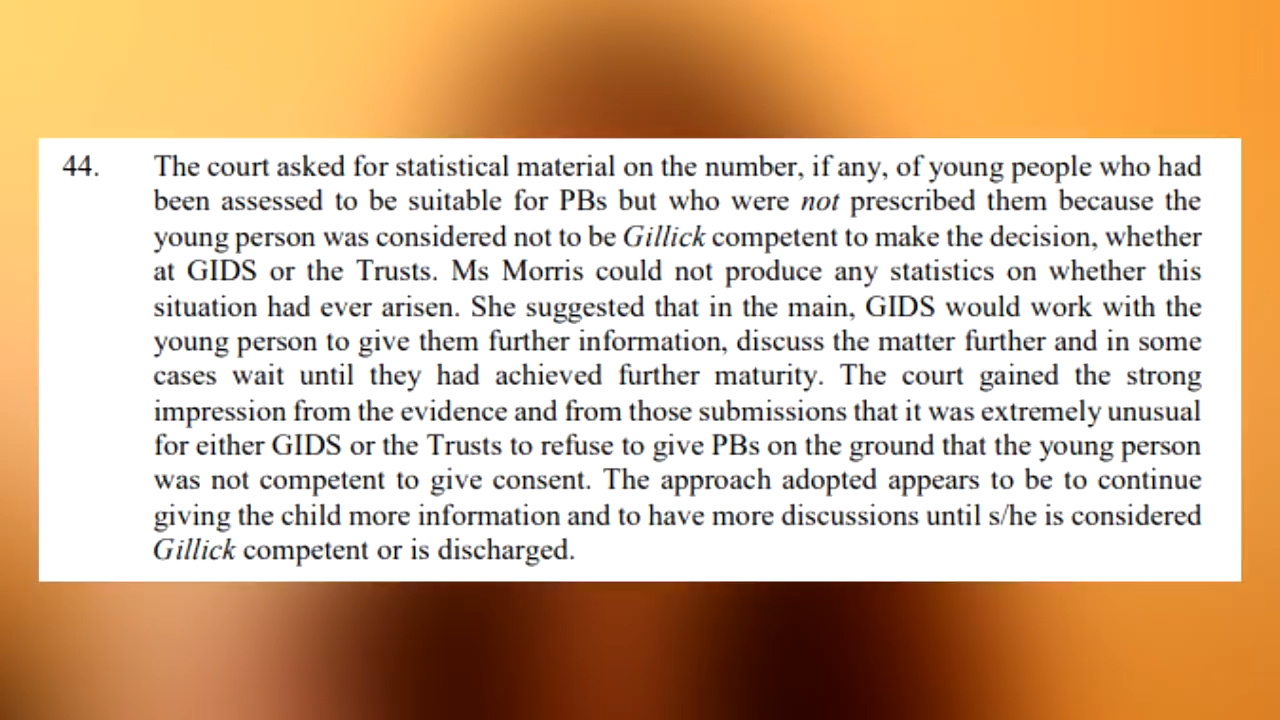 44. The court asked for statistical material on the number, if any, of young people who had
been assessed to be suitable for PBs but who were not prescribed them because the
young person was considered not to be Gillick competent to make the decision, whether
at GIDS or the Trusts. Ms Morris could not produce any statistics on whether this
situation had ever arisen. She suggested that in the main, GIDS would work with the
young person to give them further information, discuss the matter further and in some
cases wait until they had achieved further maturity. The court gained the strong
impression from the evidence and from those submissions that it was extremely unusual
for either GIDS or the Trusts to refuse to give PBs on the ground that the young person
was not competent to give consent. The approach adopted appears to be to continue
giving the child more information and to have more discussions until s/he is considered
Gillick competent or is discharged.